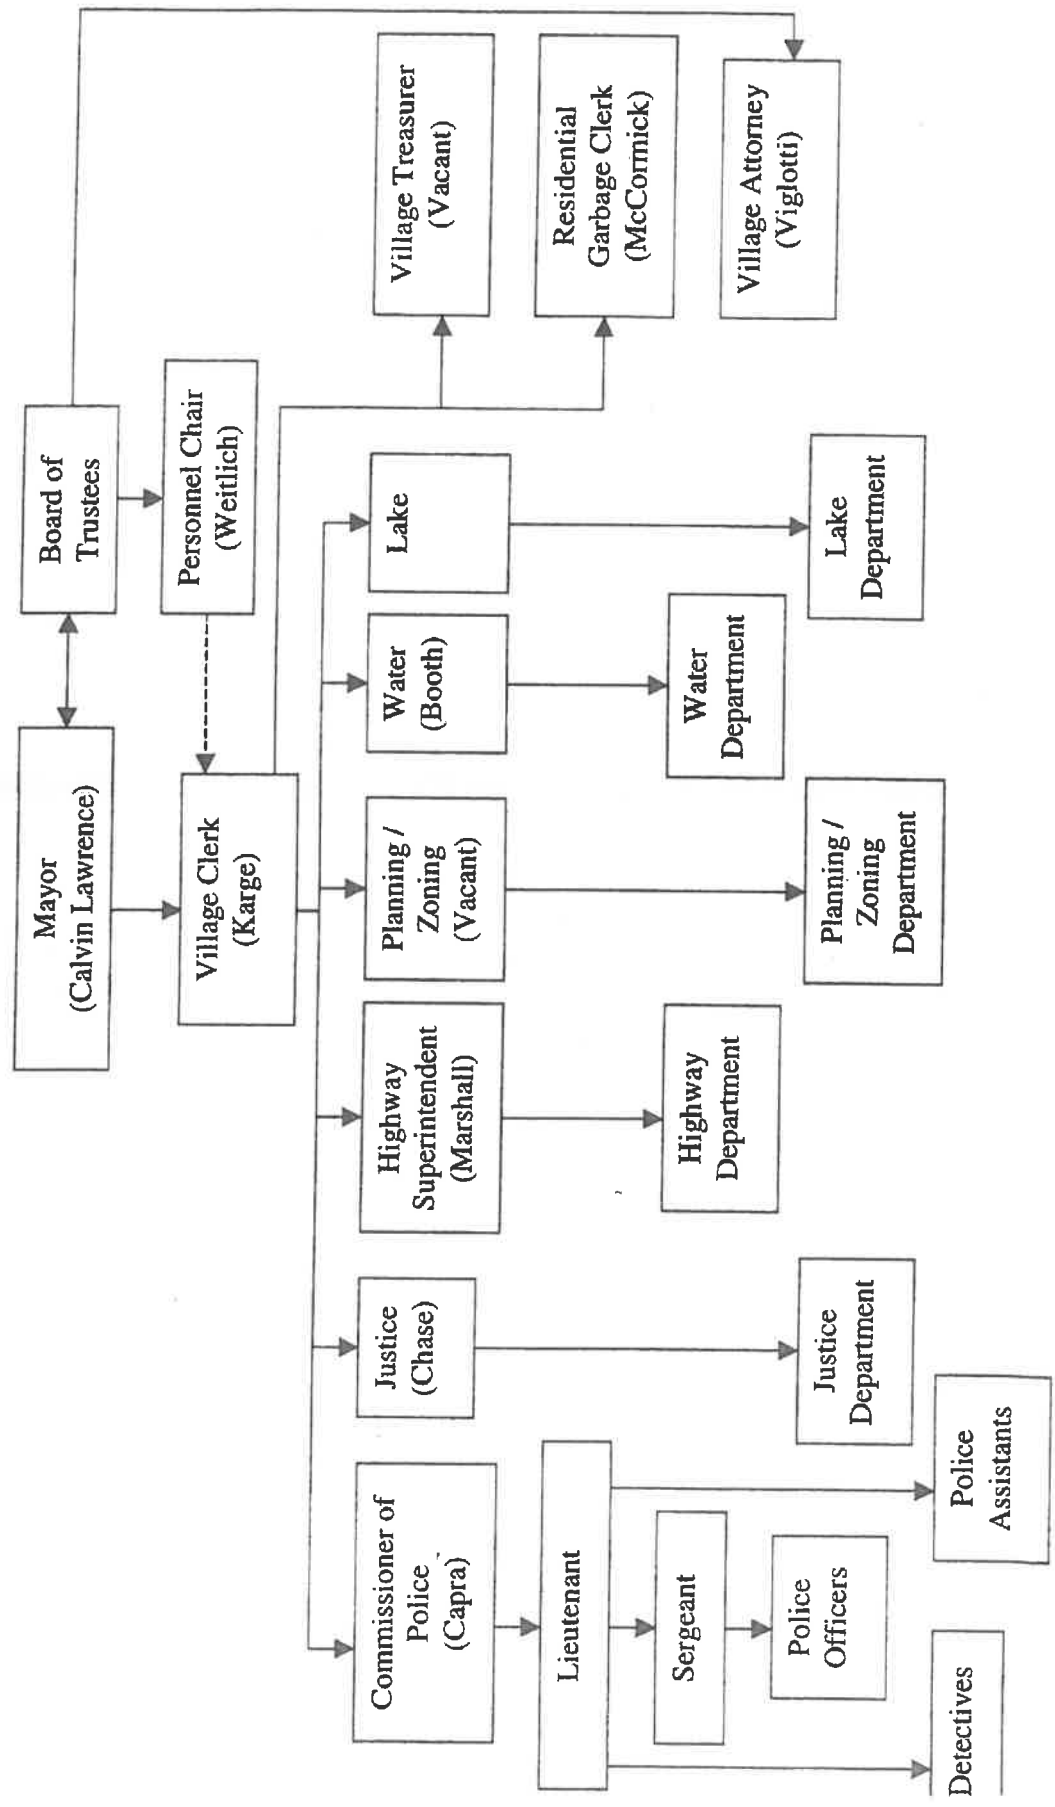 Mayor
(Calvin Lawrence)
Board of
Trustees
Personnel Chair
(Weitlich)
Village Clerk
(Karge)
Village Treasurer
(Vacant)
Residential
Garbage Clerk
(McCormick)
Village Attorney
(Viglotti)
Commissioner of
Police
(Capra)
Justice
(Chase)
Highway
Superintendent
(Marshall)
Planning /
Zoning
(Vacant)
Water
(Booth)
Lake
Lieutenant
Sergeant
Police
Officers
Detectives
Police
Assistants
Justice
Department
Highway
Department
Planning /
Zoning
Department
Water
Department
Lake
Department